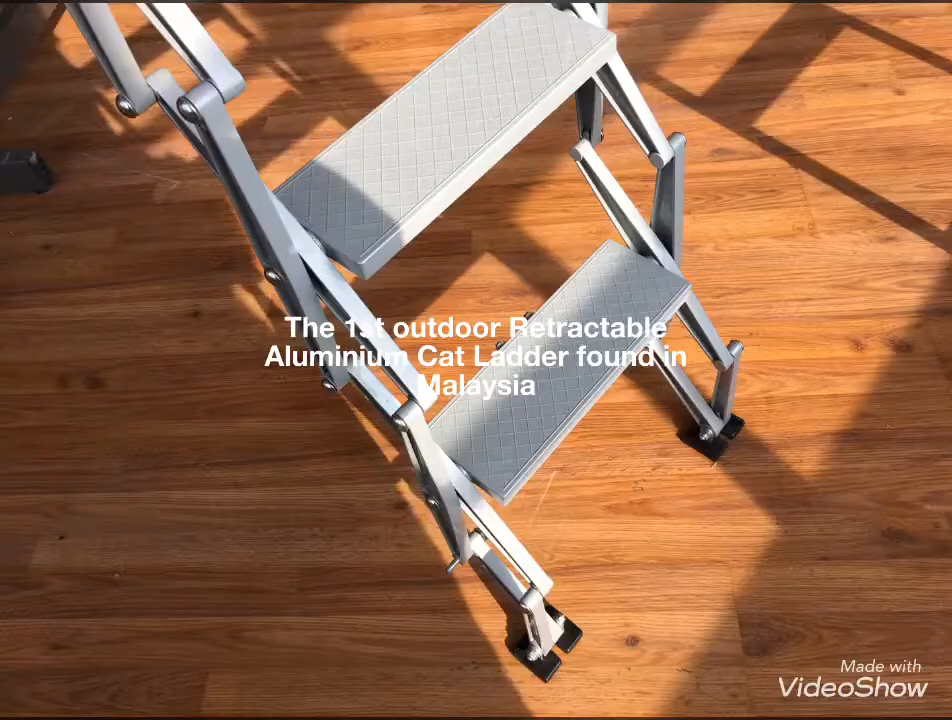 The 1st outdoor Retractable
Aluminium Cat Ladder found in
Malaysia
Made with
VideoShow